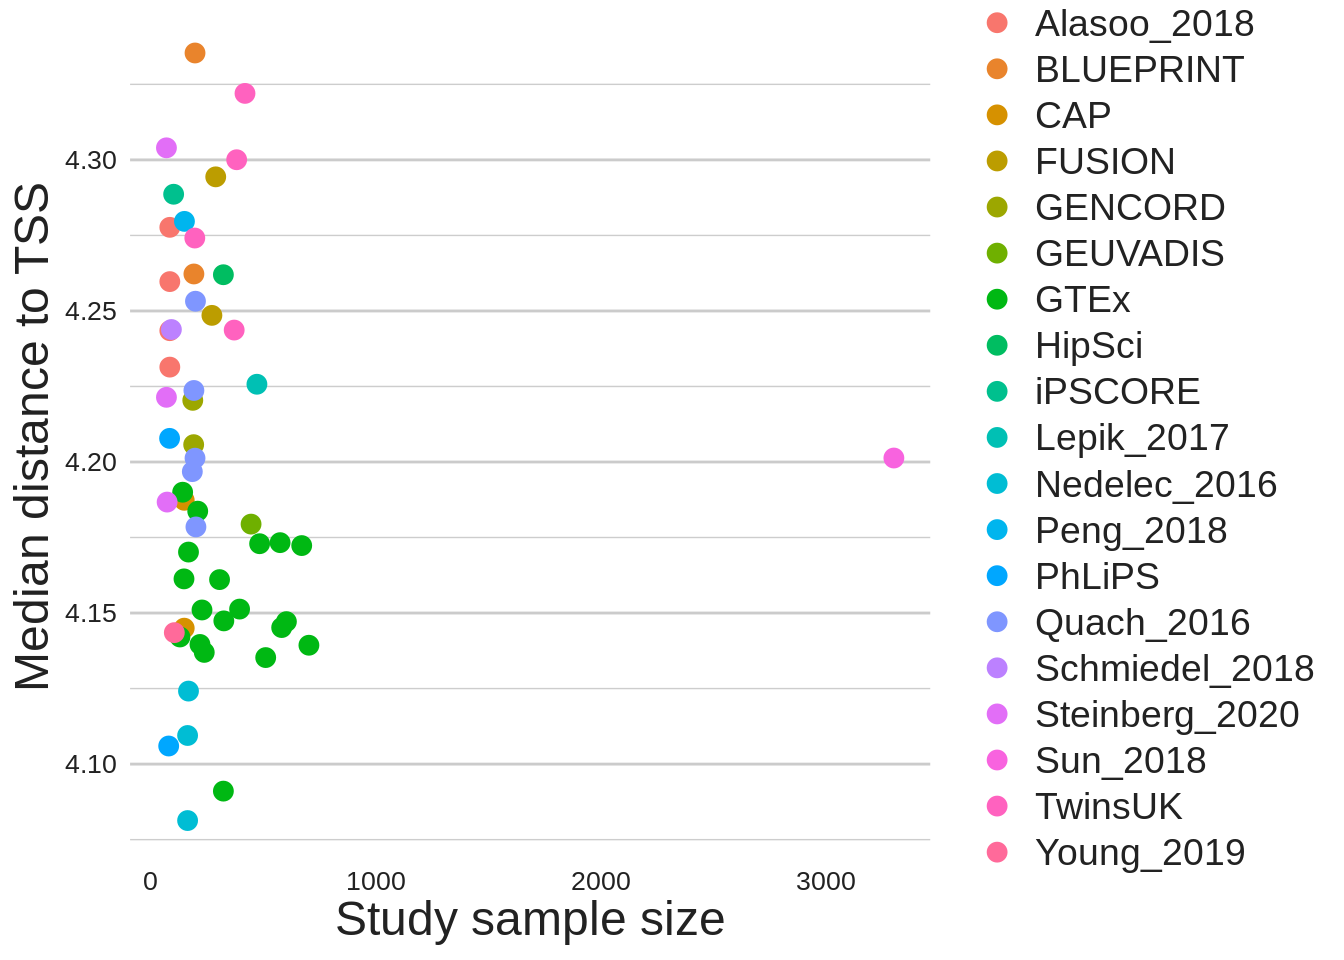 Median distance to TSS
4.30
4.25
4.20
4.15
4.10
0 1000 2000 3000
Study sample size
Alasoo_2018
BLUEPRINT
CAP
FUSION
GENCORD
GEUVADIS
GTEx
HipSci
iPSCORE
Lepik_2017
Nedelec_2016
Peng_2018
PhLiPS
Quach_2016
Schmiedel_2018
Steinberg_2020
Sun_2018
TwinsUK
Young_2019